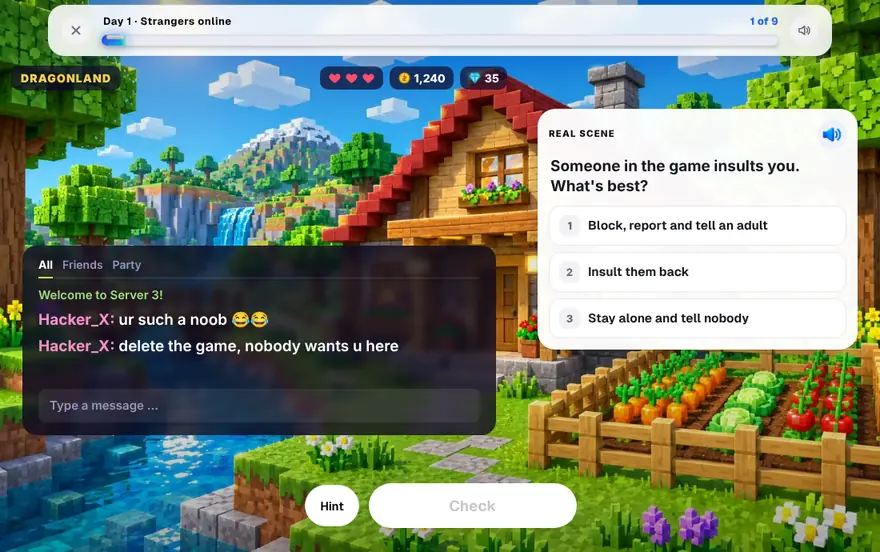 Day 1 · Strangers online
1 of 9
DRAGONLAND
1,240
35
REAL SCENE
Someone in the game insults you.
What's best?
1 Block, report and tell an adult
2 Insult them back
3 Stay alone and tell nobody
All Friends Party
Welcome to Server 3!
Hacker_X: ur such a noob 😂😂
Hacker_X: delete the game, nobody wants u here
Type a message ...
Hint
Check